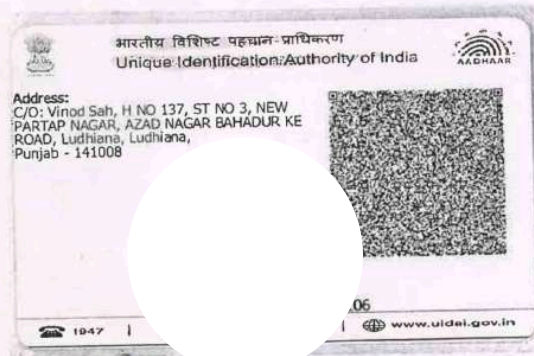 भारतीय विशिष्ट पहचान प्राधिकरण
Unique Identification Authority of India
AADHAAR
Address:
C/O: Vinod Sah, H NO 137, ST NO 3, NEW
PARTAP NAGAR, AZAD NAGAR BAHADUR KE
ROAD, Ludhiana, Ludhiana,
Punjab - 141008
06
1947
www.uidai.gov.in